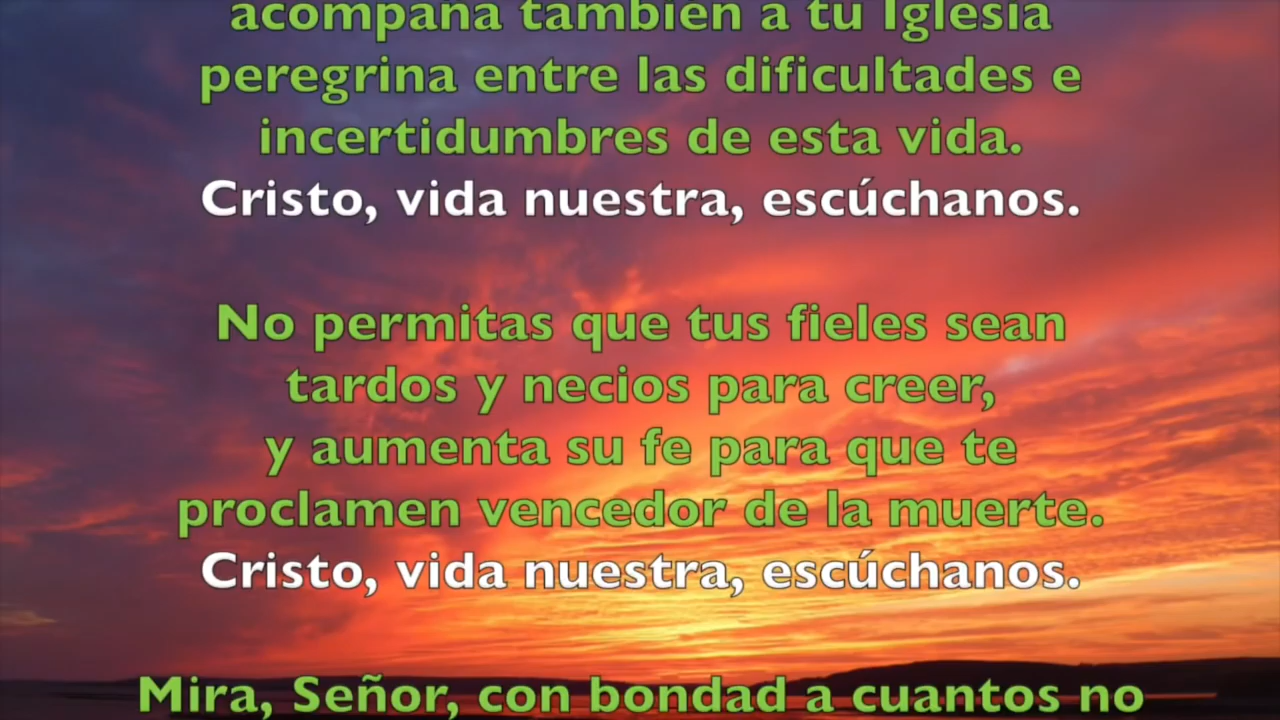 acompaña también a tu Iglesia
peregrina entre las dificultades e
incertidumbres de esta vida.
Cristo, vida nuestra, escúchanos.
No permitas que tus fieles sean
tardos y necios para creer,
y aumenta su fe para que te
proclamen vencedor de la muerte.
Cristo, vida nuestra, escúchanos.
Mira, Señor, con bondad a cuantos no